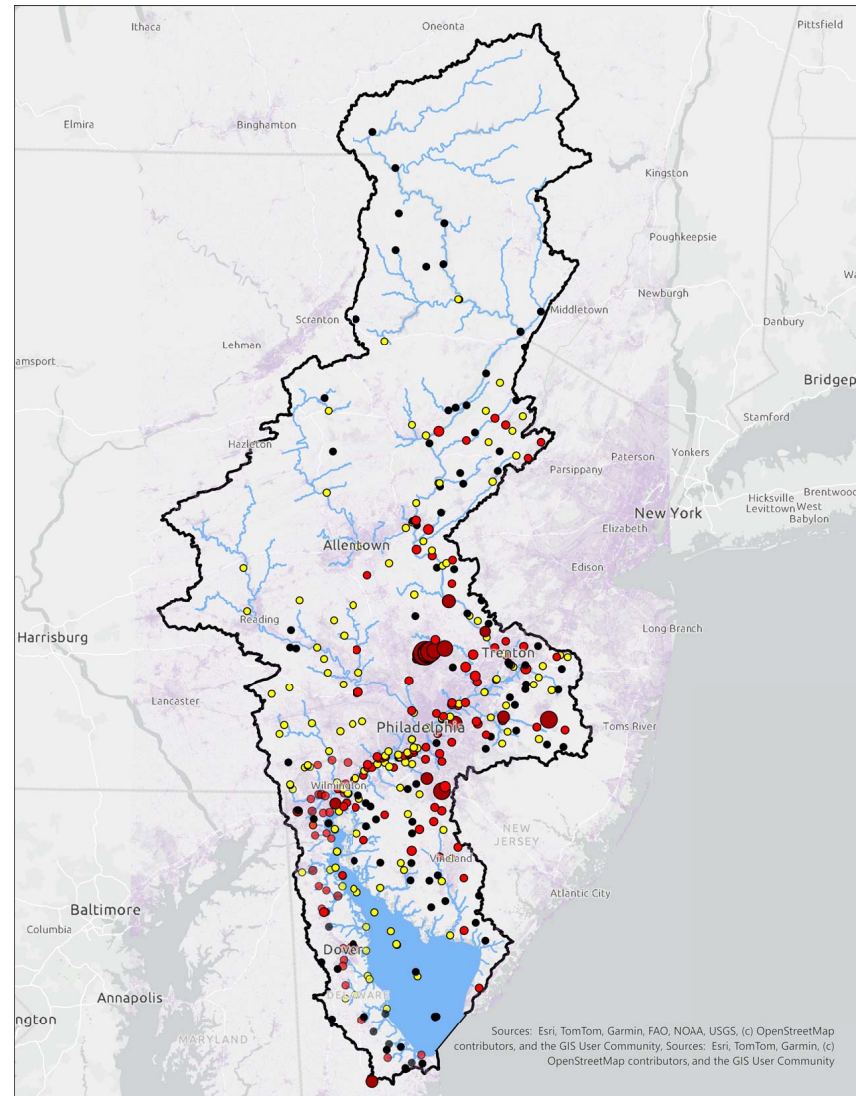 Ithaca
Oneonta
Pittsfield
Elmira
Binghamton
Kingston
Poughkeepsie
Newburgh
Middletown
Scranton
Danbury
Lehman
amsport
Bridgep
Stamford
Hazleton
Paterson
Yonkers
Parsippany
Hicksville
Brentwood
Levittown
West
Babylon
New York
Elizabeth
Allentown
Edison
Reading
Long Branch
Harrisburg
Trenton
Lancaster
Toms River
Philadelphia
Wilmington
NEW
JERSEY
Vineland
Atlantic City
Baltimore
Columbia
Dover
Annapolis
DELAWARE
ngton
MARYLAND
Sources: Esri, TomTom, Garmin, FAO, NOAA, USGS, (c) OpenStreetMap
contributors, and the GIS User Community, Sources: Esri, TomTom, Garmin, (c)
OpenStreetMap contributors, and the GIS User Community